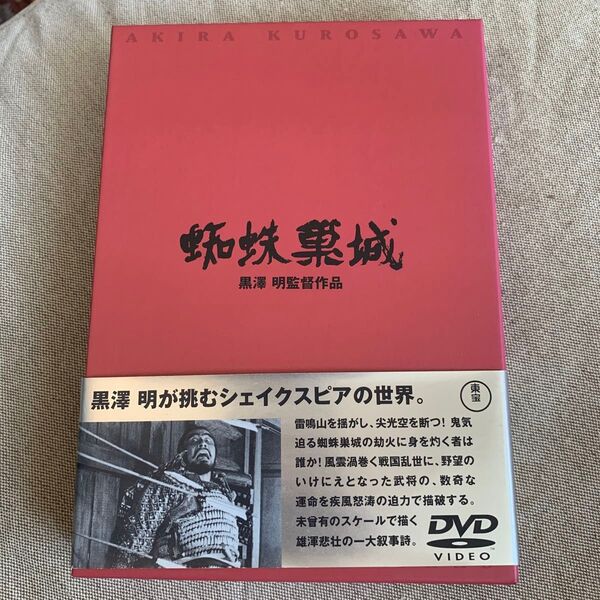 AKIRA KUROSAWA
蜘蛛巣城
黒澤 明監督作品
黒澤 明が挑むシェイクスピアの世界。
東宝
雷鳴山を揺がし、尖光空を断つ！鬼気
迫る蜘蛛巣城の劫火に身を灼く者は
誰か！風雲渦巻く戦国乱世に、野望の
いけにえとなった武将の、数奇な
運命を疾風怒涛の迫力で描破する。
未曾有のスケールで描く
雄渾悲壮の一大叙事詩。
DVD
VIDEO